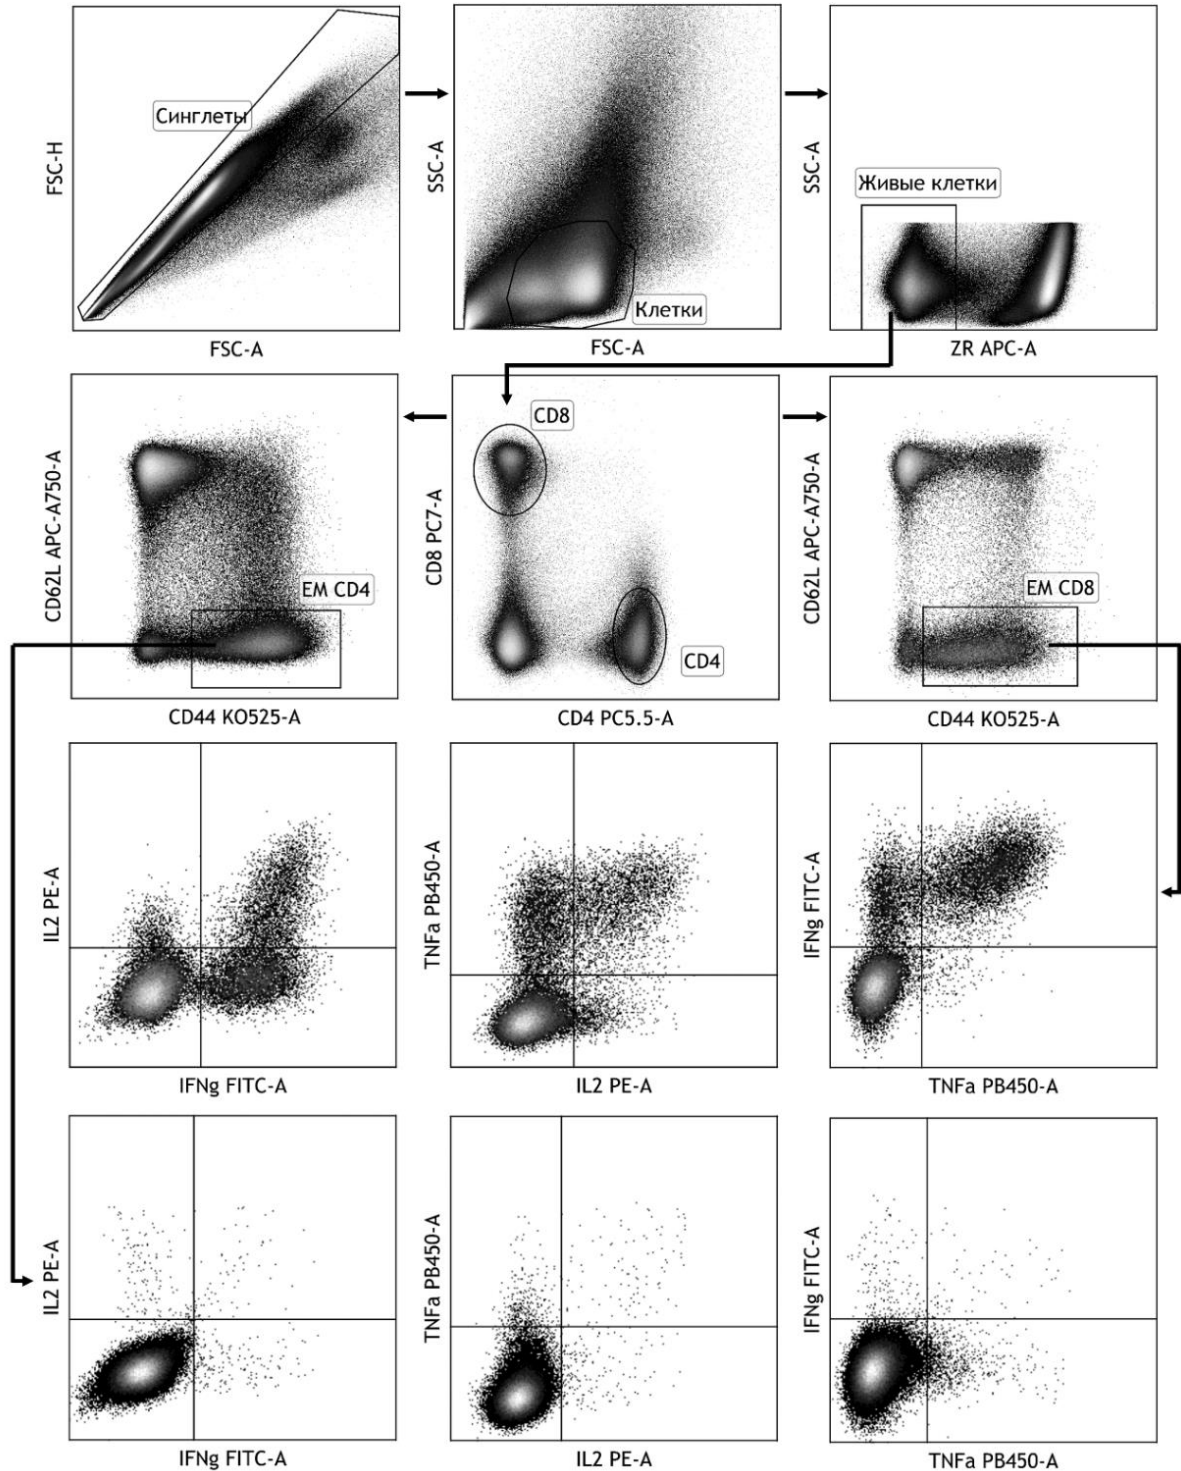 FSC-H
Синглеты
FSC-A
SSC-A
Клетки
FSC-A
SSC-A
Живые клетки
ZR APC-A
CD62L APC-A750-A
EM CD4
CD44 KO525-A
CD8 PC7-A
CD8
CD4
CD4 PC5.5-A
CD62L APC-A750-A
EM CD8
CD44 KO525-A
IL2 PE-A
IFNg FITC-A
TNFa PB450-A
IL2 PE-A
IFNg FITC-A
TNFa PB450-A
IL2 PE-A
IFNg FITC-A
TNFa PB450-A
IL2 PE-A
IFNg FITC-A
TNFa PB450-A